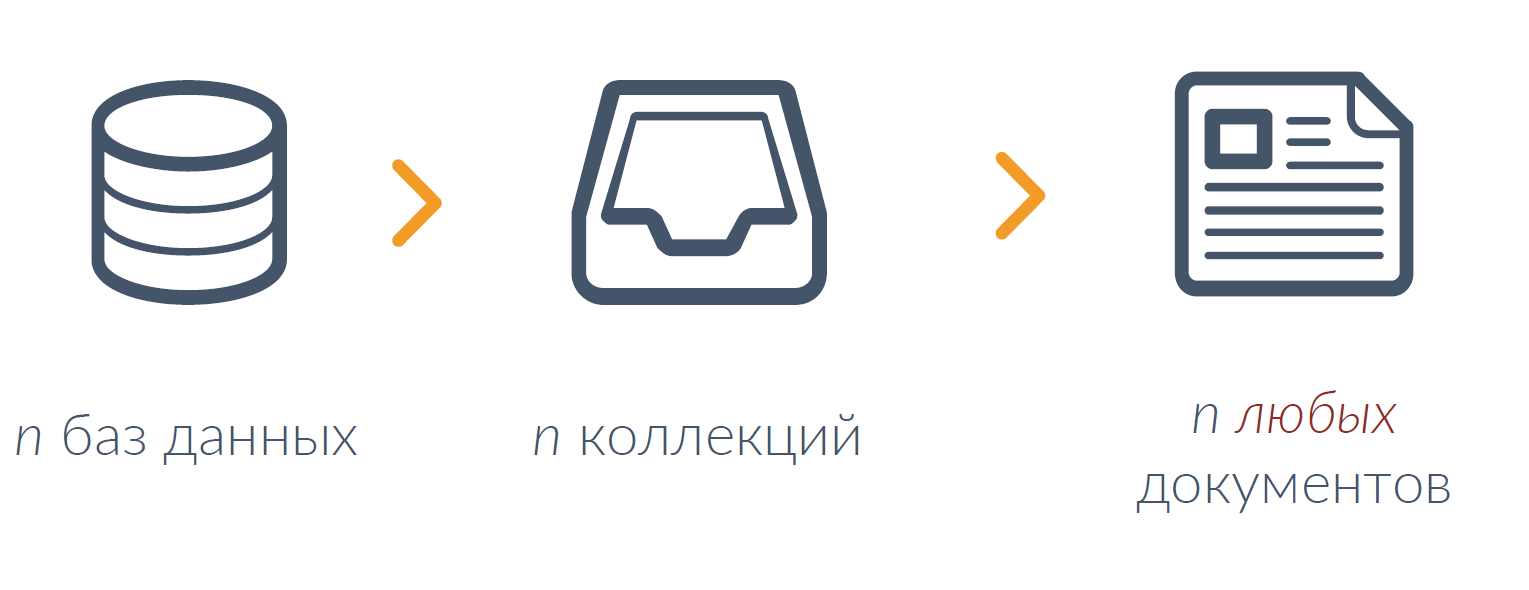 n баз данных
n коллекций
n любых
документов